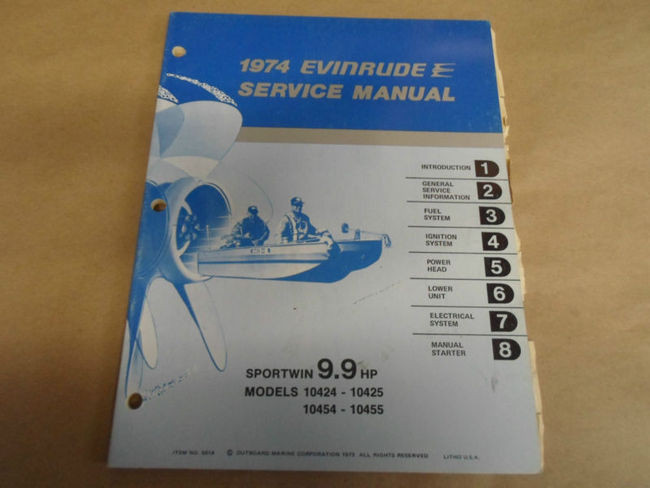 1974 EVINRUDE E
SERVICE MANUAL
INTRODUCTION 1
GENERAL
SERVICE
INFORMATION 2
FUEL
SYSTEM 3
IGNITION
SYSTEM 4
POWER
HEAD 5
LOWER
UNIT 6
ELECTRICAL
SYSTEM 7
MANUAL
STARTER 8
SPORTWIN 9.9 HP
MODELS 10424 - 10425
10454 - 10455
ITEM NO. © OUTBOARD MARINE CORPORATION 1973 ALL RIGHTS RESERVED LITHO U.S.A.